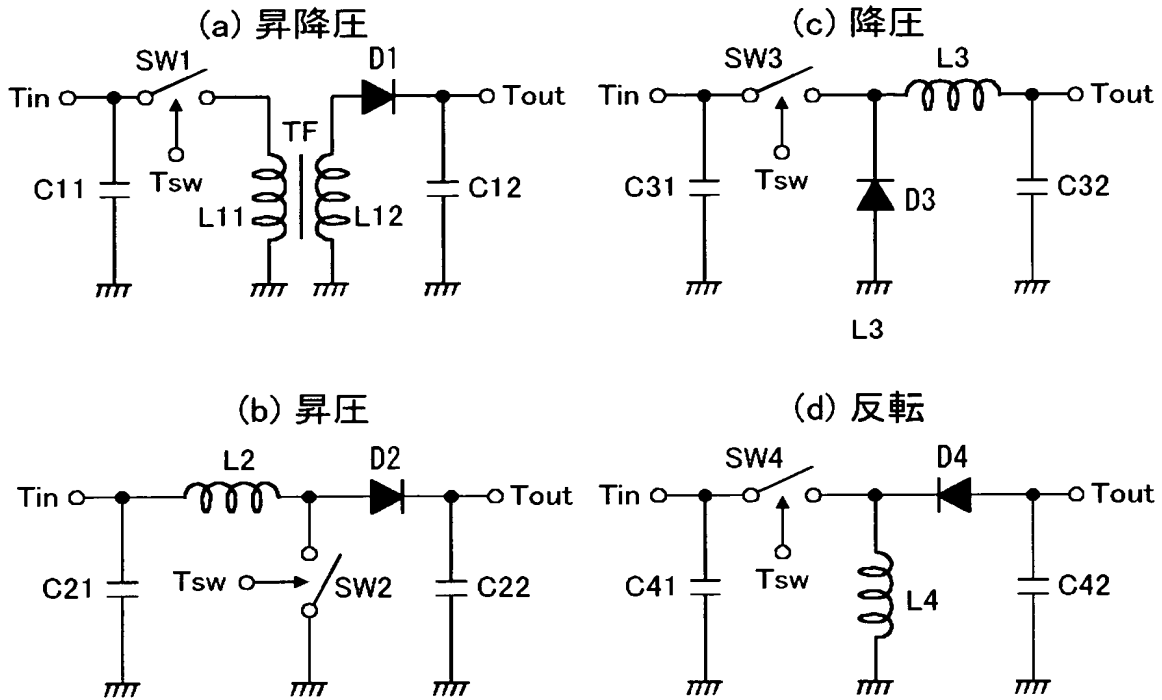 (a) 昇降圧
SW1
D1
Tin
Tout
TF
Tsw
C11
L11
L12
C12
(c) 降圧
SW3
L3
Tin
Tout
Tsw
C31
D3
C32
L3
(b) 昇圧
L2
D2
Tin
Tout
C21
Tsw
SW2
C22
(d) 反転
SW4
D4
Tin
Tout
Tsw
C41
L4
C42